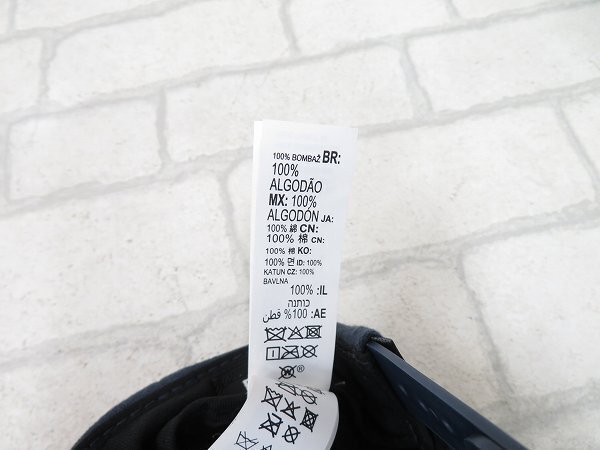 100% BOMBAŽ BR:
100%
ALGODÃO
MX: 100%
ALGODÓN JA:
100% 綿 CN:
100% 棉 CN:
100% 棉 KO:
100% 면 ID: 100%
KATUN CZ: 100%
BAVLNA
100% :IL
כותנה
AE: 100% قطن
W